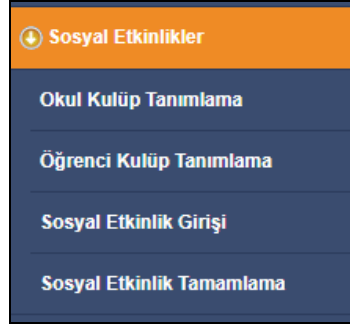 Sosyal Etkinlikler
Okul Kulüp Tanımlama
Öğrenci Kulüp Tanımlama
Sosyal Etkinlik Girişi
Sosyal Etkinlik Tamamlama